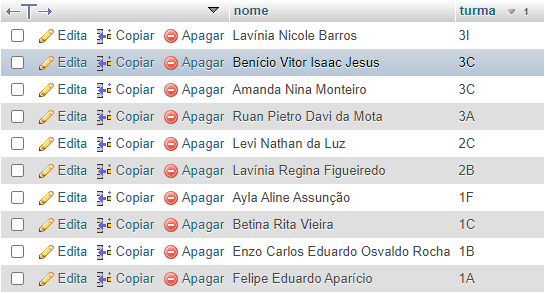 nome turma 1
Edita Copiar Apagar Lavínia Nicole Barros 3I
Edita Copiar Apagar Benício Vitor Isaac Jesus 3C
Edita Copiar Apagar Amanda Nina Monteiro 3C
Edita Copiar Apagar Ruan Pietro Davi da Mota 3A
Edita Copiar Apagar Levi Nathan da Luz 2C
Edita Copiar Apagar Lavínia Regina Figueiredo 2B
Edita Copiar Apagar Ayla Aline Assunção 1F
Edita Copiar Apagar Betina Rita Vieira 1C
Edita Copiar Apagar Enzo Carlos Eduardo Osvaldo Rocha 1B
Edita Copiar Apagar Felipe Eduardo Aparício 1A